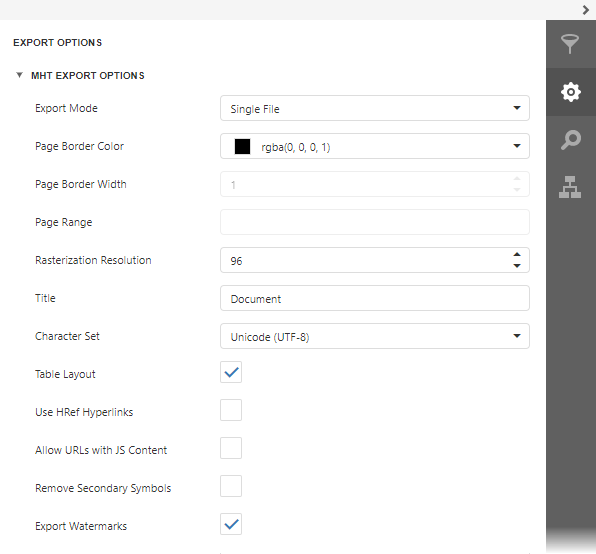 EXPORT OPTIONS
MHT EXPORT OPTIONS
Export Mode Single File
Page Border Color rgba(0, 0, 0, 1)
Page Border Width 1
Page Range
Rasterization Resolution 96
Title Document
Character Set Unicode (UTF-8)
Table Layout
Use HRef Hyperlinks
Allow URLs with JS Content
Remove Secondary Symbols
Export Watermarks